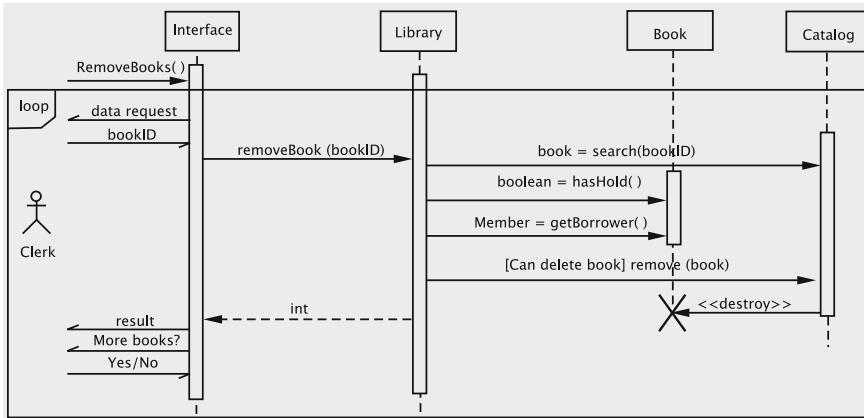 Interface
Library
Book
Catalog
RemoveBooks( )
loop
data request
bookID
removeBook (bookID)
book = search(bookID)
boolean = hasHold( )
Member = getBorrower( )
Clerk
[Can delete book] remove (book)
int
<<destroy>>
result
More books?
Yes/No